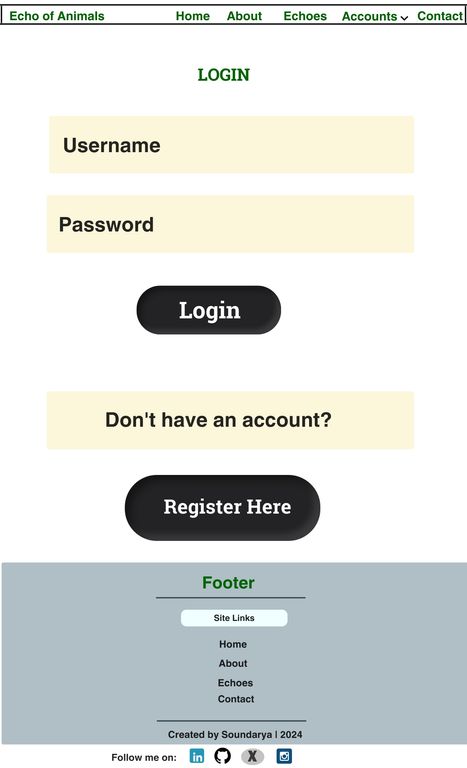 Echo of Animals Home About Echoes Accounts Contact
LOGIN
Username
Password
Login
Don't have an account?
Register Here
Footer
Site Links
Home
About
Echoes
Contact
Created by Soundarya | 2024
Follow me on: in X